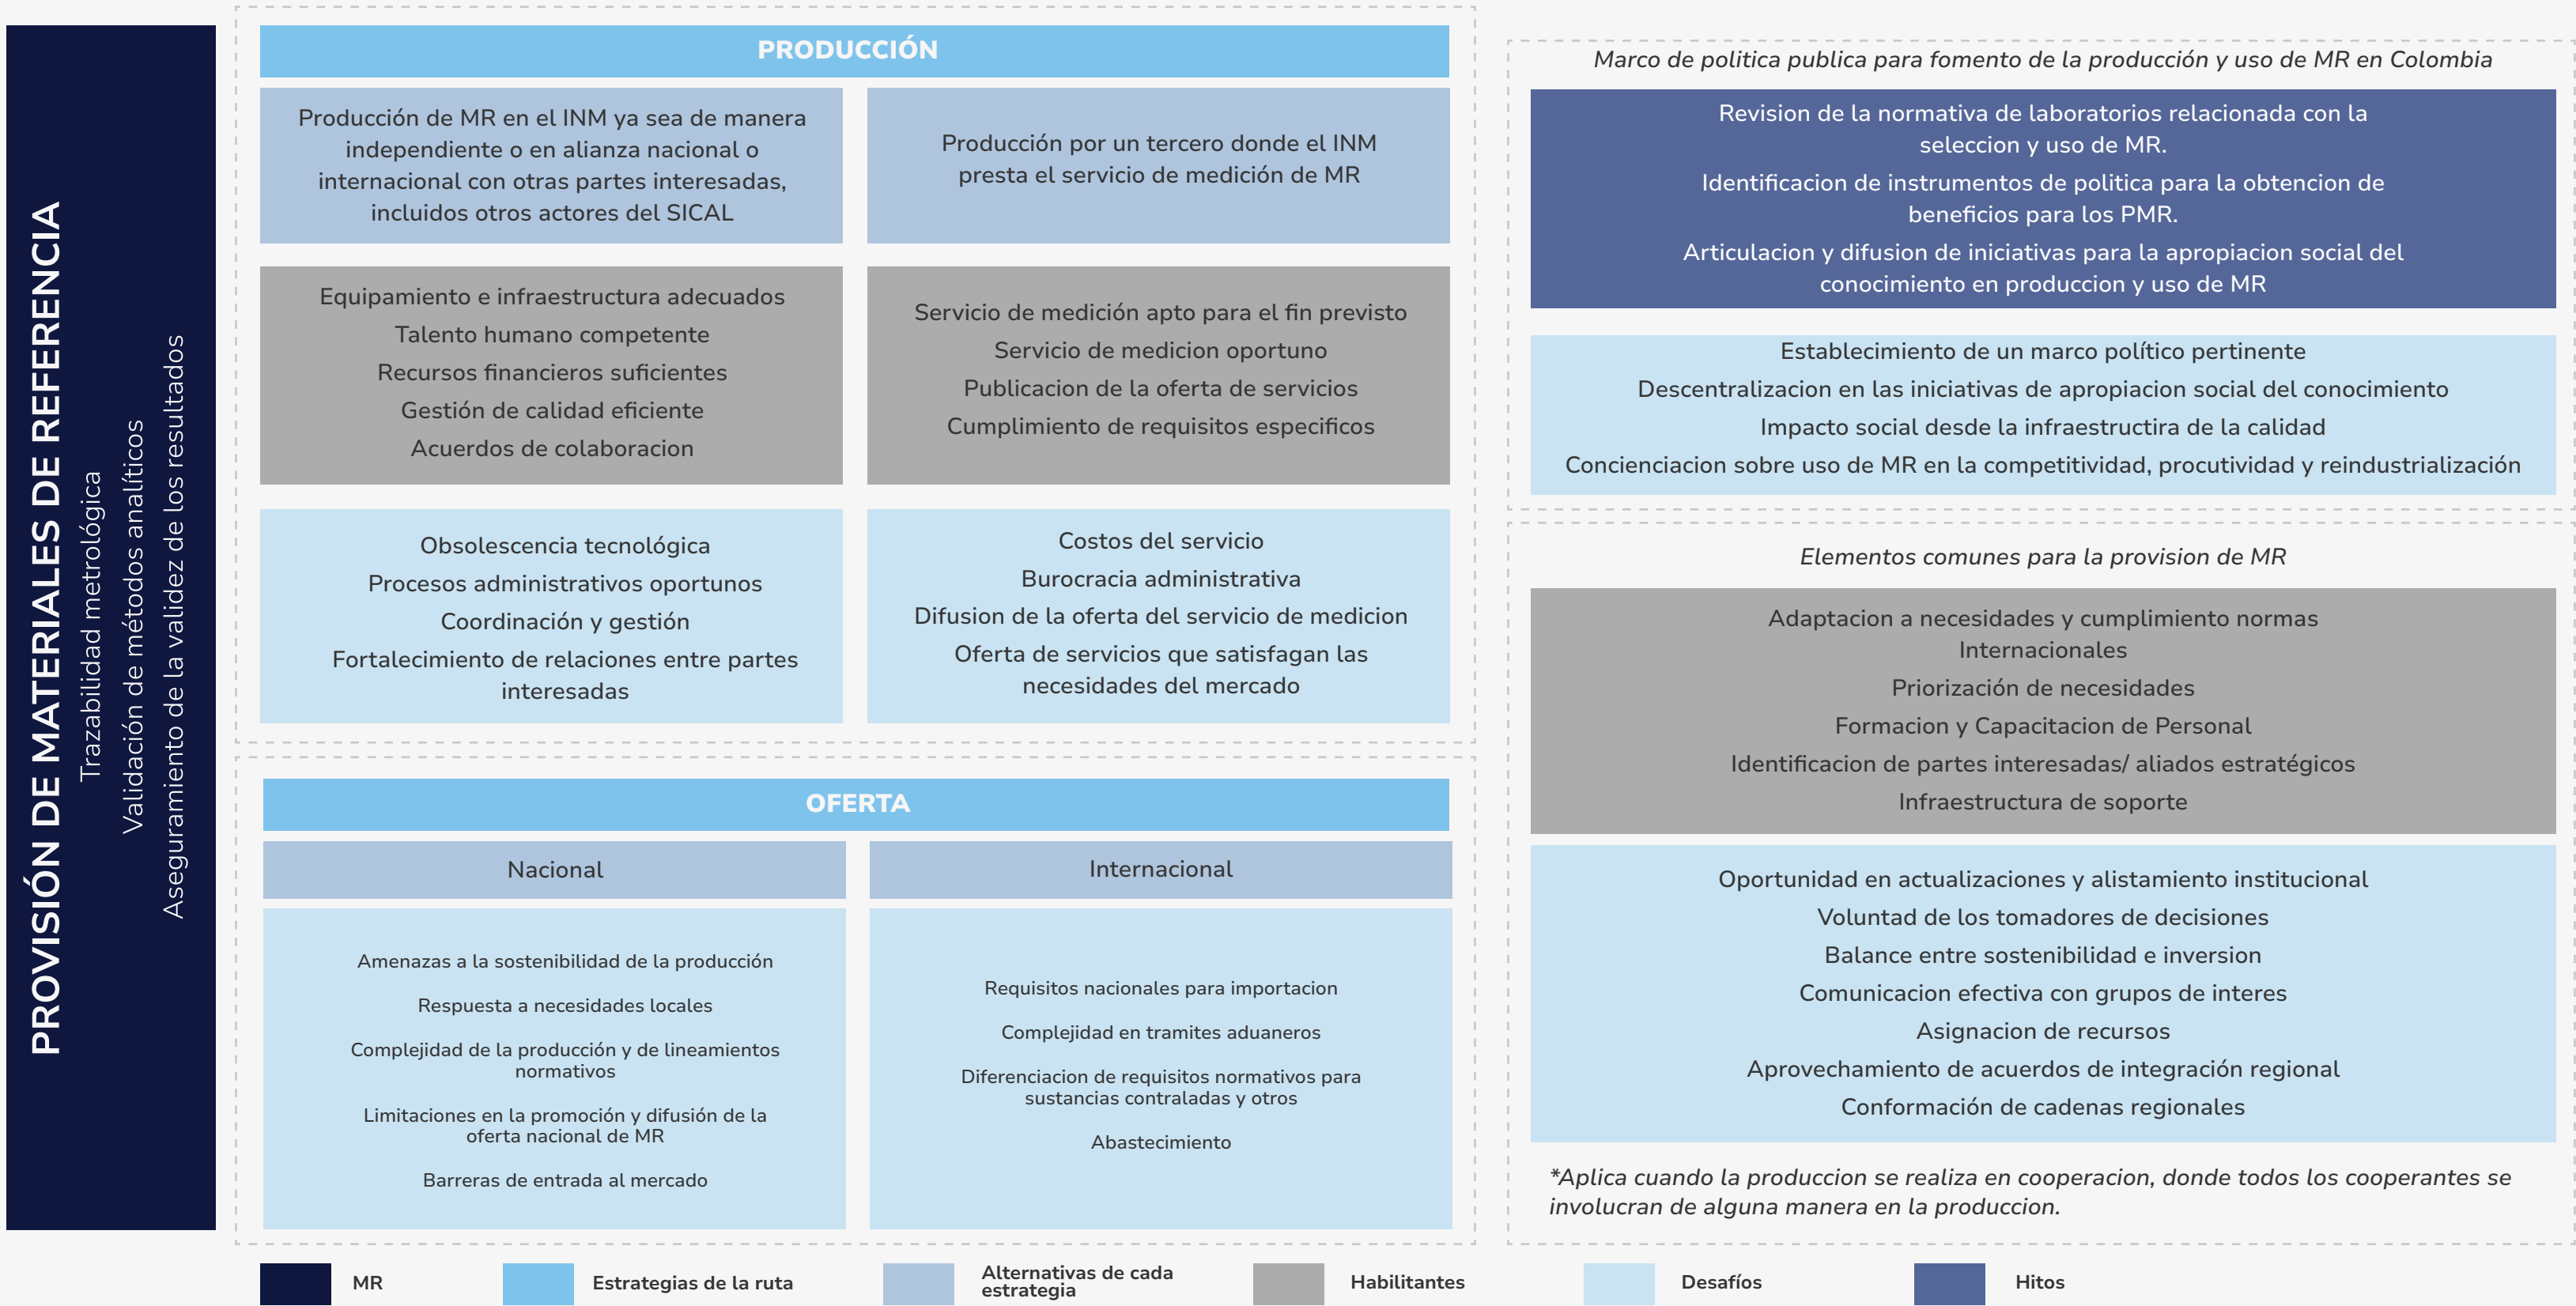 PROVISIÓN DE MATERIALES DE REFERENCIA
Trazabilidad metrológica
Validación de métodos analíticos
Aseguramiento de la validez de los resultados
PRODUCCIÓN
Producción de MR en el INM ya sea de manera
independiente o en alianza nacional o
internacional con otras partes interesadas,
incluidos otros actores del SICAL
Producción por un tercero donde el INM
presta el servicio de medición de MR
Equipamiento e infraestructura adecuados
Talento humano competente
Recursos financieros suficientes
Gestión de calidad eficiente
Acuerdos de colaboracion
Servicio de medición apto para el fin previsto
Servicio de medicion oportuno
Publicacion de la oferta de servicios
Cumplimiento de requisitos especificos
Obsolescencia tecnológica
Procesos administrativos oportunos
Coordinación y gestión
Fortalecimiento de relaciones entre partes
interesadas
Costos del servicio
Burocracia administrativa
Difusion de la oferta del servicio de medicion
Oferta de servicios que satisfagan las
necesidades del mercado
OFERTA
Nacional
Internacional
Amenazas a la sostenibilidad de la producción
Respuesta a necesidades locales
Complejidad de la producción y de lineamientos
normativos
Limitaciones en la promoción y difusión de la
oferta nacional de MR
Barreras de entrada al mercado
Requisitos nacionales para importacion
Complejidad en tramites aduaneros
Diferenciacion de requisitos normativos para
sustancias contraladas y otros
Abastecimiento
Marco de politica publica para fomento de la producción y uso de MR en Colombia
Revision de la normativa de laboratorios relacionada con la
seleccion y uso de MR.
Identificacion de instrumentos de politica para la obtencion de
beneficios para los PMR.
Articulacion y difusion de iniciativas para la apropiacion social del
conocimiento en produccion y uso de MR
Establecimiento de un marco político pertinente
Descentralizacion en las iniciativas de apropiacion social del conocimiento
Impacto social desde la infraestructira de la calidad
Concienciacion sobre uso de MR en la competitividad, procutividad y reindustrialización
Elementos comunes para la provision de MR
Adaptacion a necesidades y cumplimiento normas
Internacionales
Priorización de necesidades
Formacion y Capacitacion de Personal
Identificacion de partes interesadas/ aliados estratégicos
Infraestructura de soporte
Oportunidad en actualizaciones y alistamiento institucional
Voluntad de los tomadores de decisiones
Balance entre sostenibilidad e inversion
Comunicacion efectiva con grupos de interes
Asignacion de recursos
Aprovechamiento de acuerdos de integración regional
Conformación de cadenas regionales
*Aplica cuando la produccion se realiza en cooperacion, donde todos los cooperantes se
involucran de alguna manera en la produccion.
MR
Estrategias de la ruta
Alternativas de cada
estrategia
Habilitantes
Desafíos
Hitos